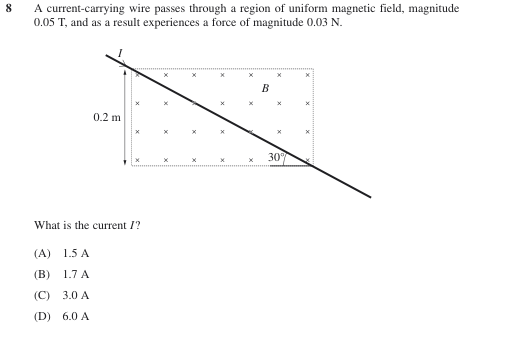 8 A current-carrying wire passes through a region of uniform magnetic field, magnitude
0.05 T, and as a result experiences a force of magnitude 0.03 N.
I
B
0.2 m
30°
What is the current I?
(A) 1.5 A
(B) 1.7 A
(C) 3.0 A
(D) 6.0 A